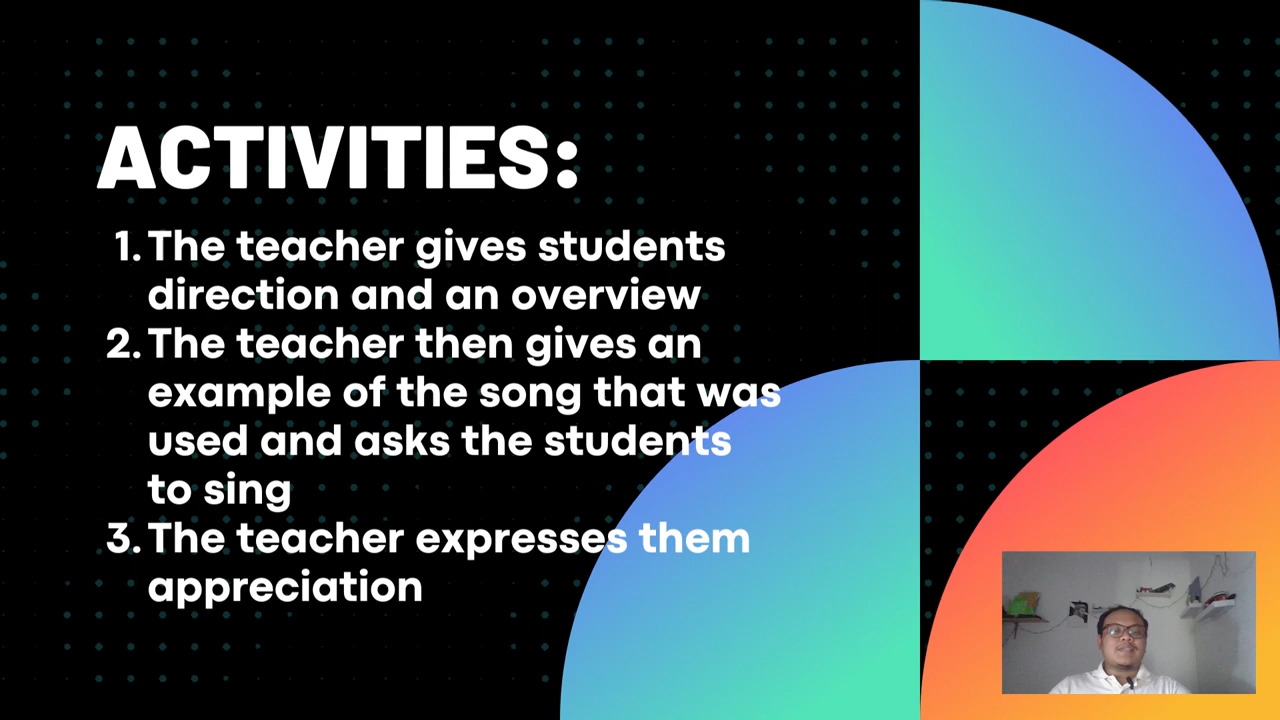 ACTIVITIES:
1. The teacher gives students
direction and an overview
2. The teacher then gives an
example of the song that was
used and asks the students
to sing
3. The teacher expresses them
appreciation